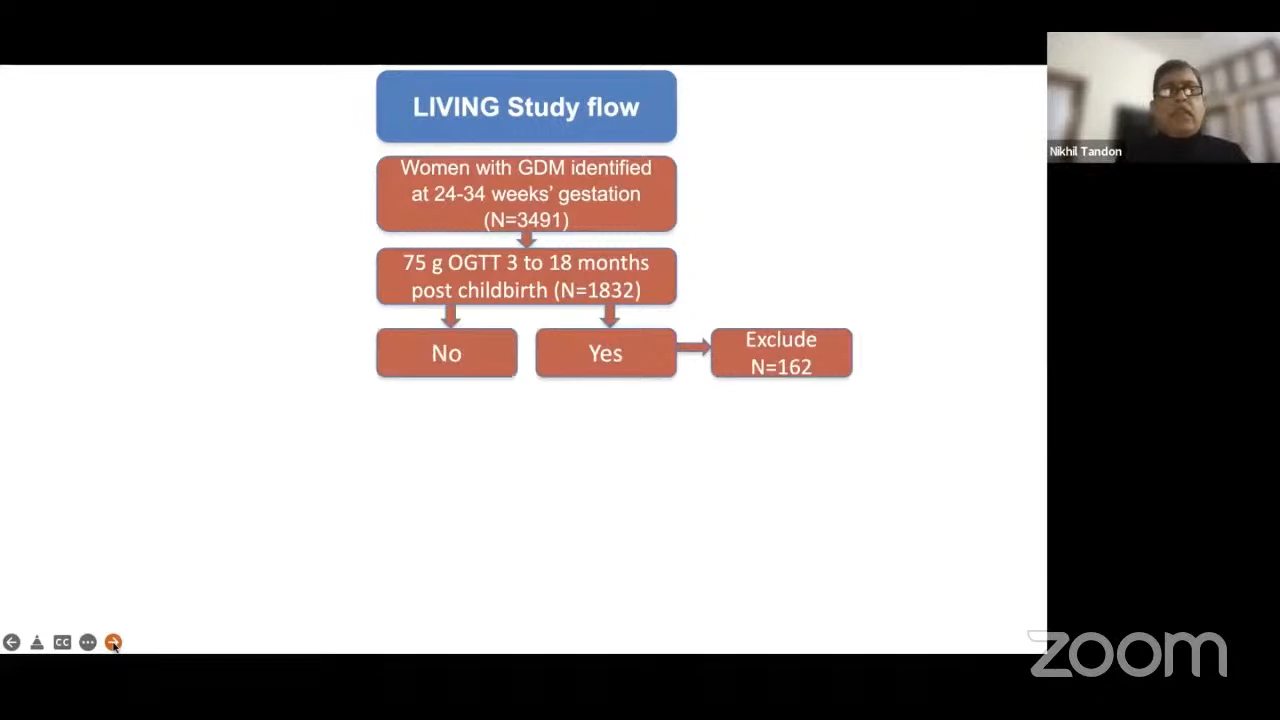 LIVING Study flow
Women with GDM identified
at 24-34 weeks' gestation
(N=3491)
75 g OGTT 3 to 18 months
post childbirth (N=1832)
No
Yes
Exclude
N=162
Nikhil Tandon
CC
zoom